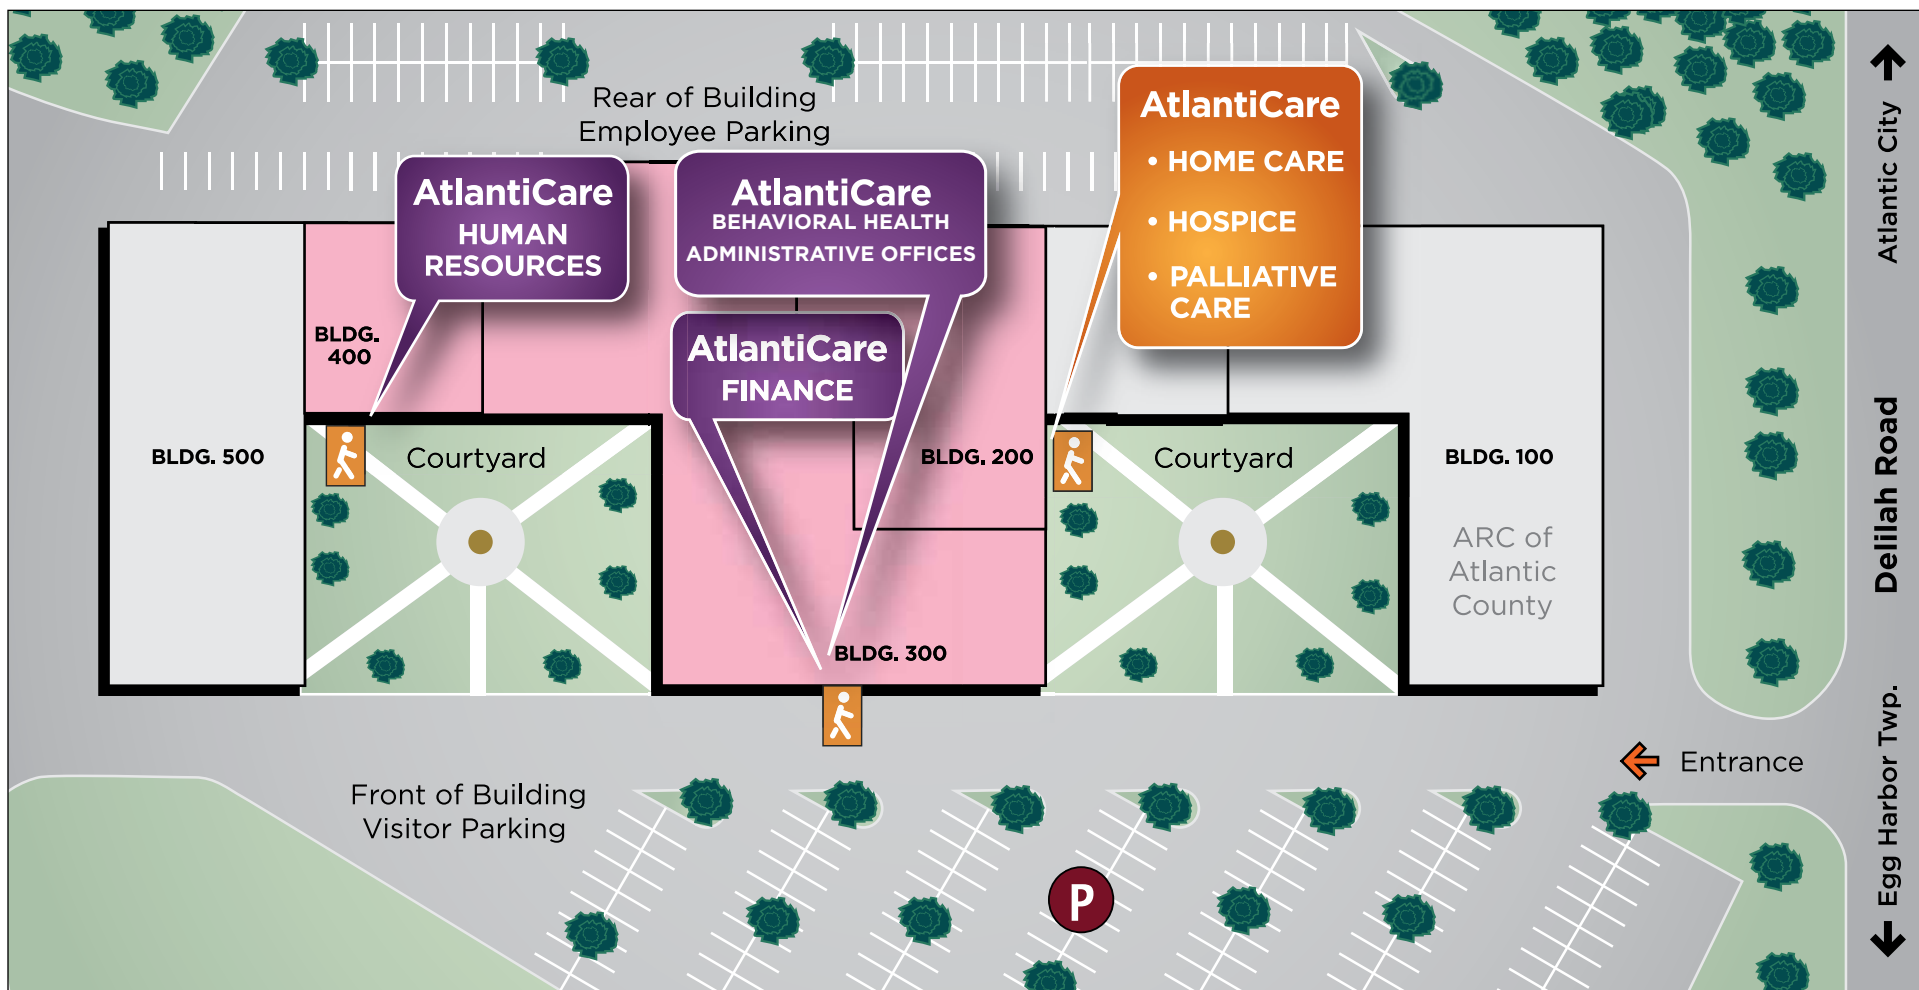 Rear of Building
Employee Parking
AtlantiCare
HUMAN
RESOURCES
AtlantiCare
BEHAVIORAL HEALTH
ADMINISTRATIVE OFFICES
AtlantiCare
FINANCE
AtlantiCare
• HOME CARE
• HOSPICE
• PALLIATIVE
CARE
BLDG.
400
BLDG. 500
Courtyard
BLDG. 200
Courtyard
BLDG. 100
ARC of
Atlantic
County
BLDG. 300
Front of Building
Visitor Parking
P
Entrance
Atlantic City
Delilah Road
Egg Harbor Twp.